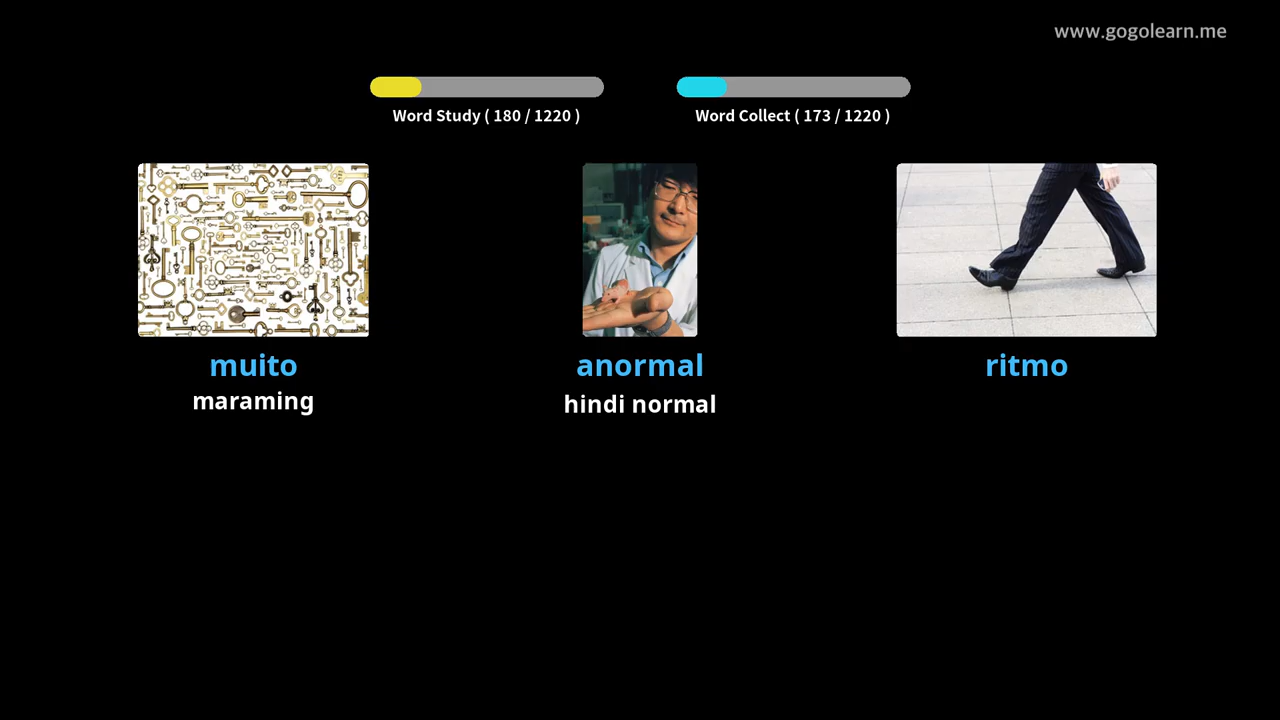 www.gogolearn.me
Word Study ( 180 / 1220 )
Word Collect ( 173 / 1220 )
muito
anormal
ritmo
maraming
hindi normal